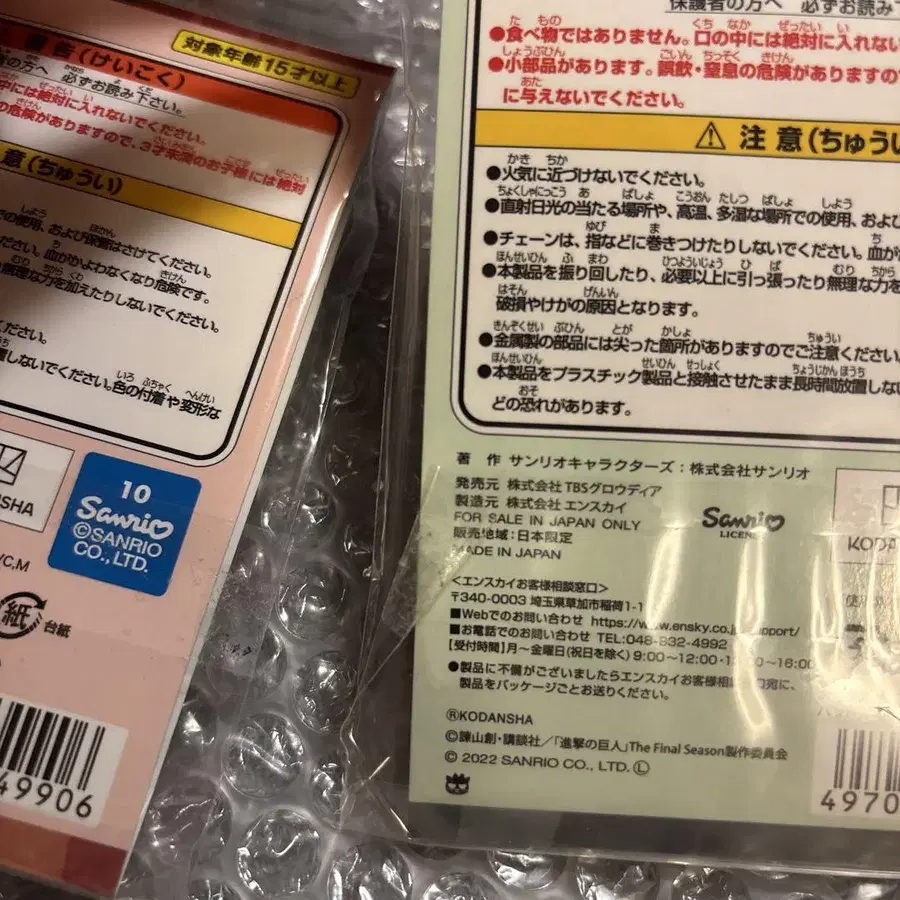 警告(けいこく)
対象年齢15才以上
者の方へ 必ずお読み下さい。
中には絶対に入れないでください。
の危険がありますので、3才未満のお子様には絶対
意(ちゅうい)
での使用、および保管はさけてください。
い。血がかよわなくなり危険です。
無理な力を加えたりしないでください。
ください。
置しないでください。色の付着や変形な
DANSHA
10
Sanrio
©SANRIO
CO., LTD.
/C,M
紙
台紙
49906
保護者の方へ 必ずお読み
●食べ物ではありません。口の中には絶対に入れない
●小部品があります。誤飲・窒息の危険がありますので
に与えないでください。
⚠ 注意(ちゅうい
●火気に近づけないでください。
●直射日光の当たる場所や、高温、多湿な場所での使用、およ
●チェーンは、指などに巻きつけたりしないでください。血が
●本製品を振り回したり、必要以上に引っ張ったり無理な力を
破損やけがの原因となります。
●金属製の部品には尖った箇所がありますのでご注意ください。
●本製品をプラスチック製品と接触させたまま長時間放置しない
どの恐れがあります。
著 作 サンリオキャラクターズ:株式会社サンリオ
発売元 株式会社TBSグロウディア
製造元 株式会社エンスカイ
FOR SALE IN JAPAN ONLY
販売地域:日本限定
MADE IN JAPAN
Sanrio
LICENS
KODA
<エンスカイお客様相談窓口>
〒340-0003 埼玉県草加市稲荷1-1
■Webでのお問い合わせ https://www.ensky.co.jp/support/
■お電話でのお問い合わせ TEL:048-932-4992
【受付時間】月~金曜日(祝日を除く)9:00~12:00・13:00~16:00
●製品に不備がございましたらエンスカイお客様相談窓口宛に、
製品をパッケージごとお送りください。
®KODANSHA
©諫山創・講談社/「進撃の巨人」The Final Season製作委員会
© 2022 SANRIO CO., LTD. Ⓛ
4970